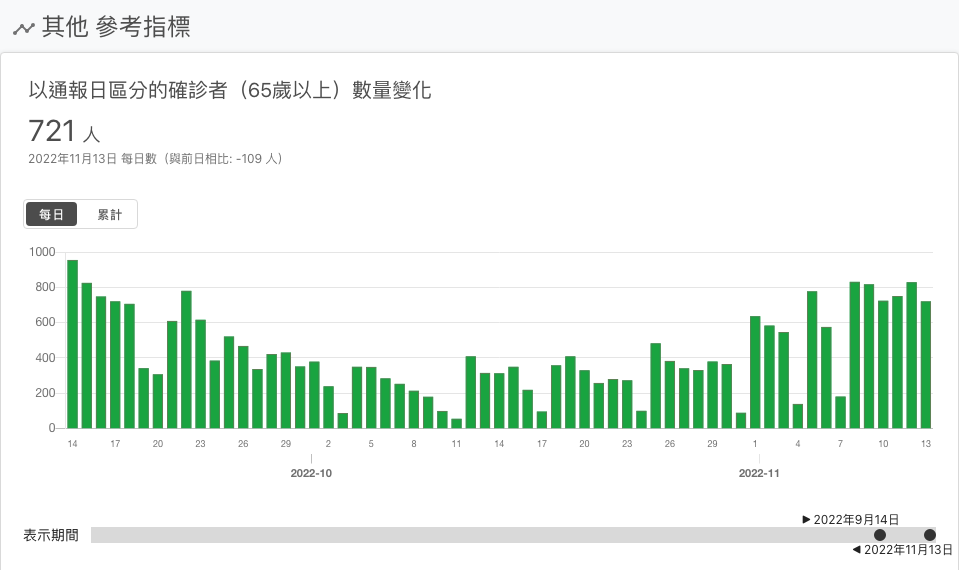 其他 參考指標
以通報日區分的確診者（65歲以上）數量變化
721 人
2022年11月13日 每日數（與前日相比: -109 人）
每日 累計
1000
800
600
400
200
0
14 17 20 23 26 29 2 5 8 11 14 17 20 23 26 29 1 4 7 10 13
2022-10 2022-11
▶ 2022年9月14日
表示期間
◀ 2022年11月13日